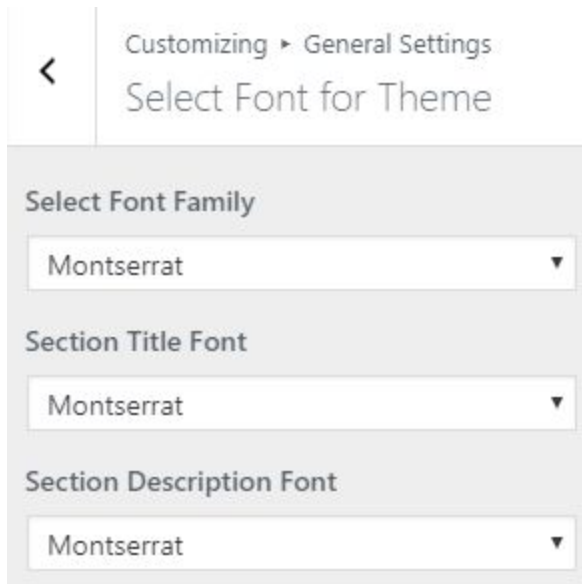 Customizing ▸ General Settings
Select Font for Theme
Select Font Family
Montserrat
Section Title Font
Montserrat
Section Description Font
Montserrat